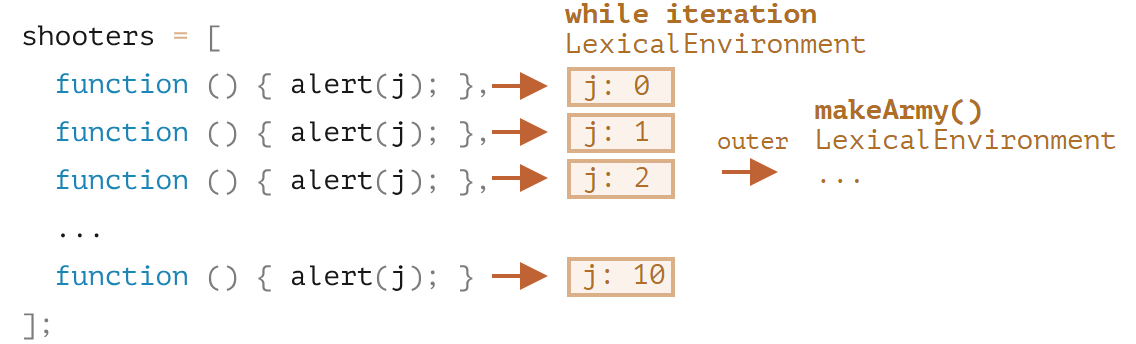 while iteration
LexicalEnvironment
shooters = [
function () { alert(j); },
j: 0
function () { alert(j); },
j: 1
function () { alert(j); },
j: 2
outer
makeArmy()
LexicalEnvironment
...
...
function () { alert(j); }
j: 10
];